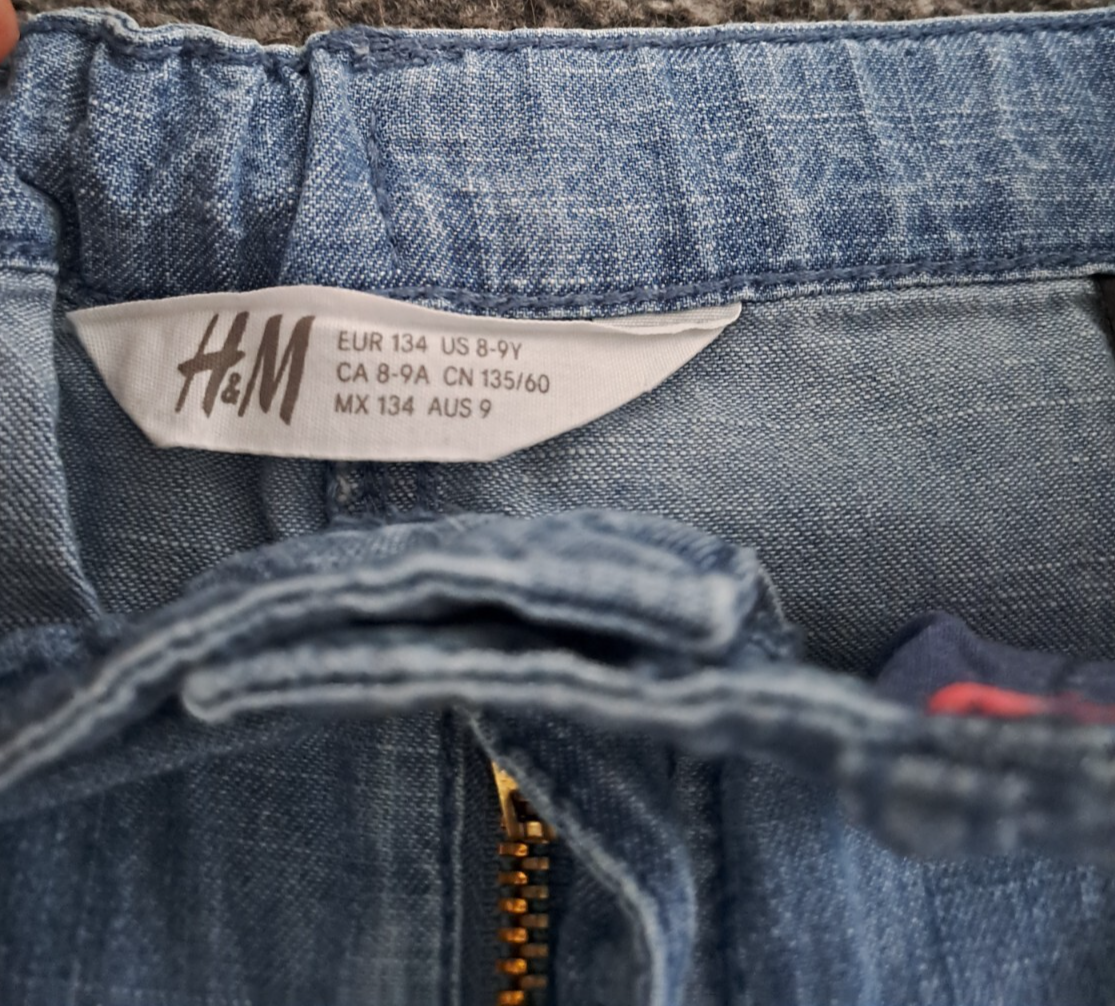 H&M
EUR 134 US 8-9Y
CA 8-9A CN 135/60
MX 134 AUS 9